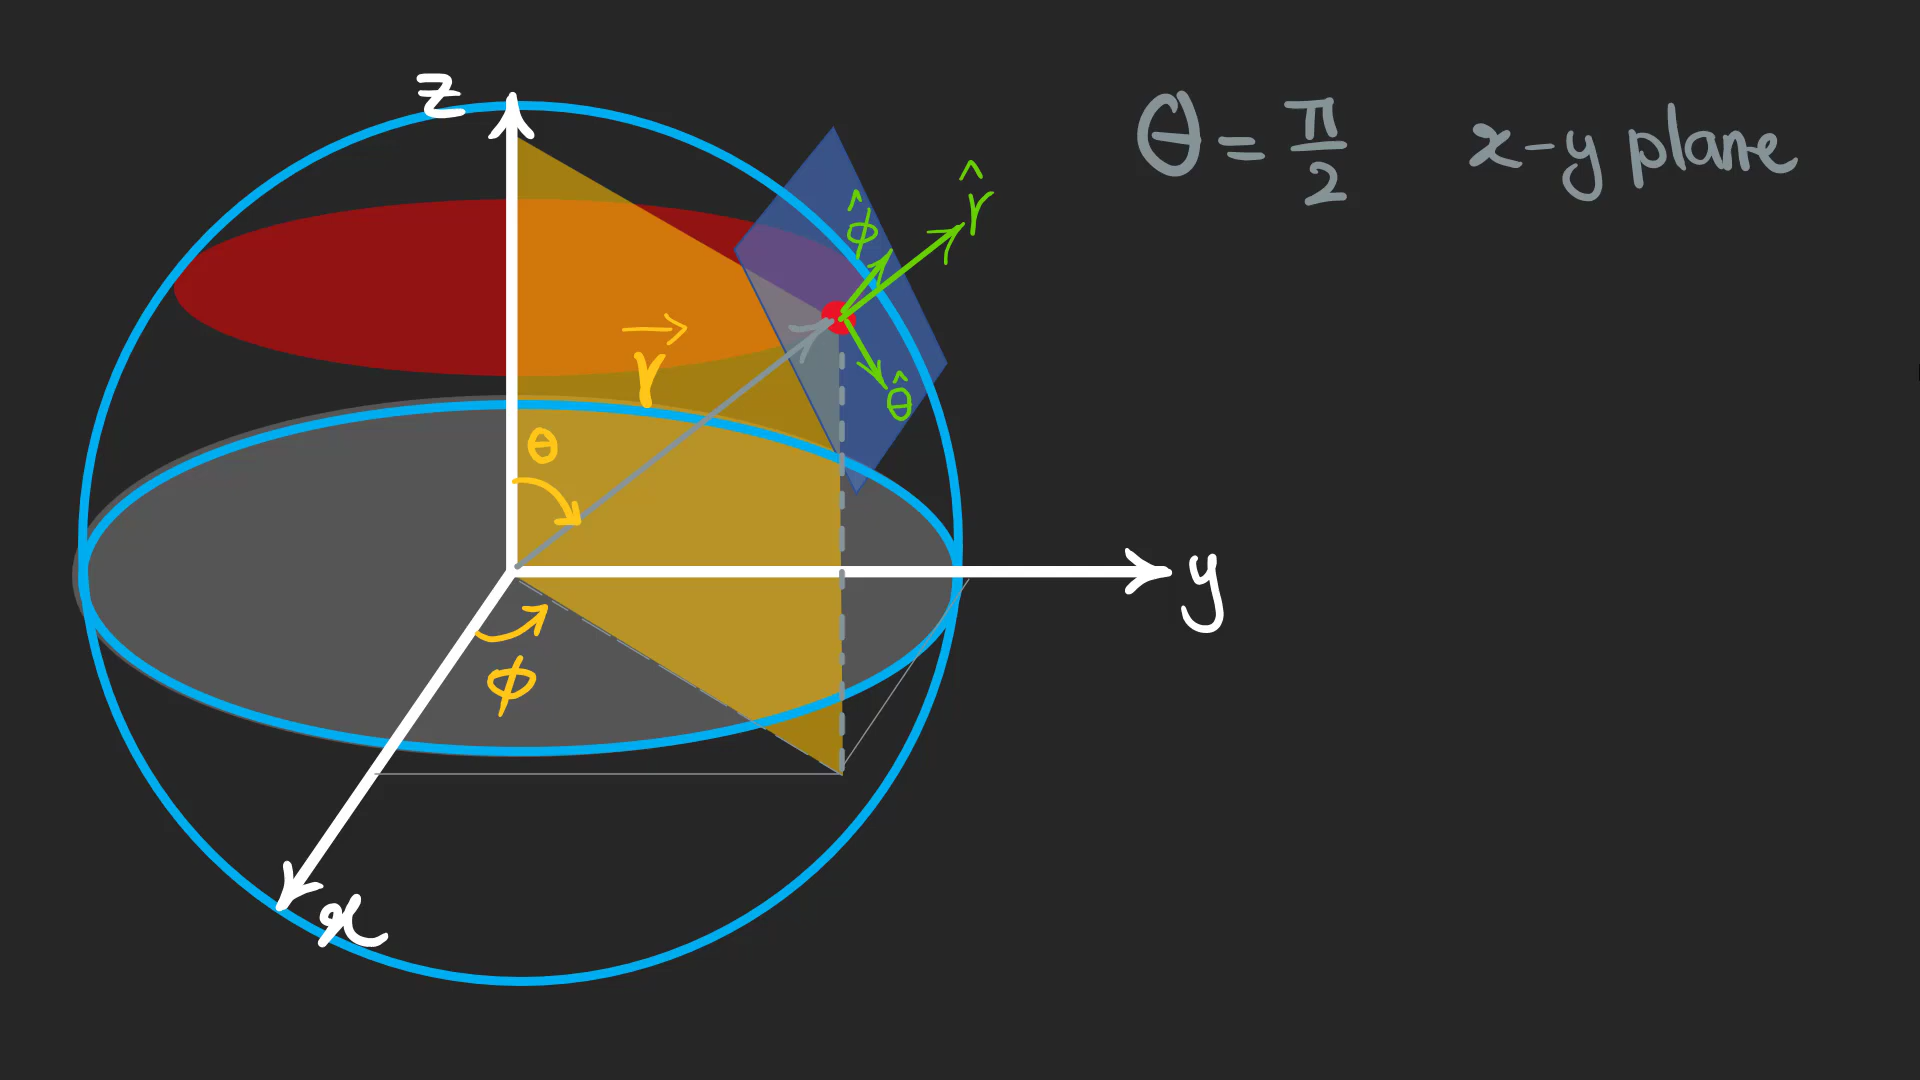 z
θ = π/2    x-y plane
r̂
φ̂
r⃗
θ̂
θ
y
φ
x